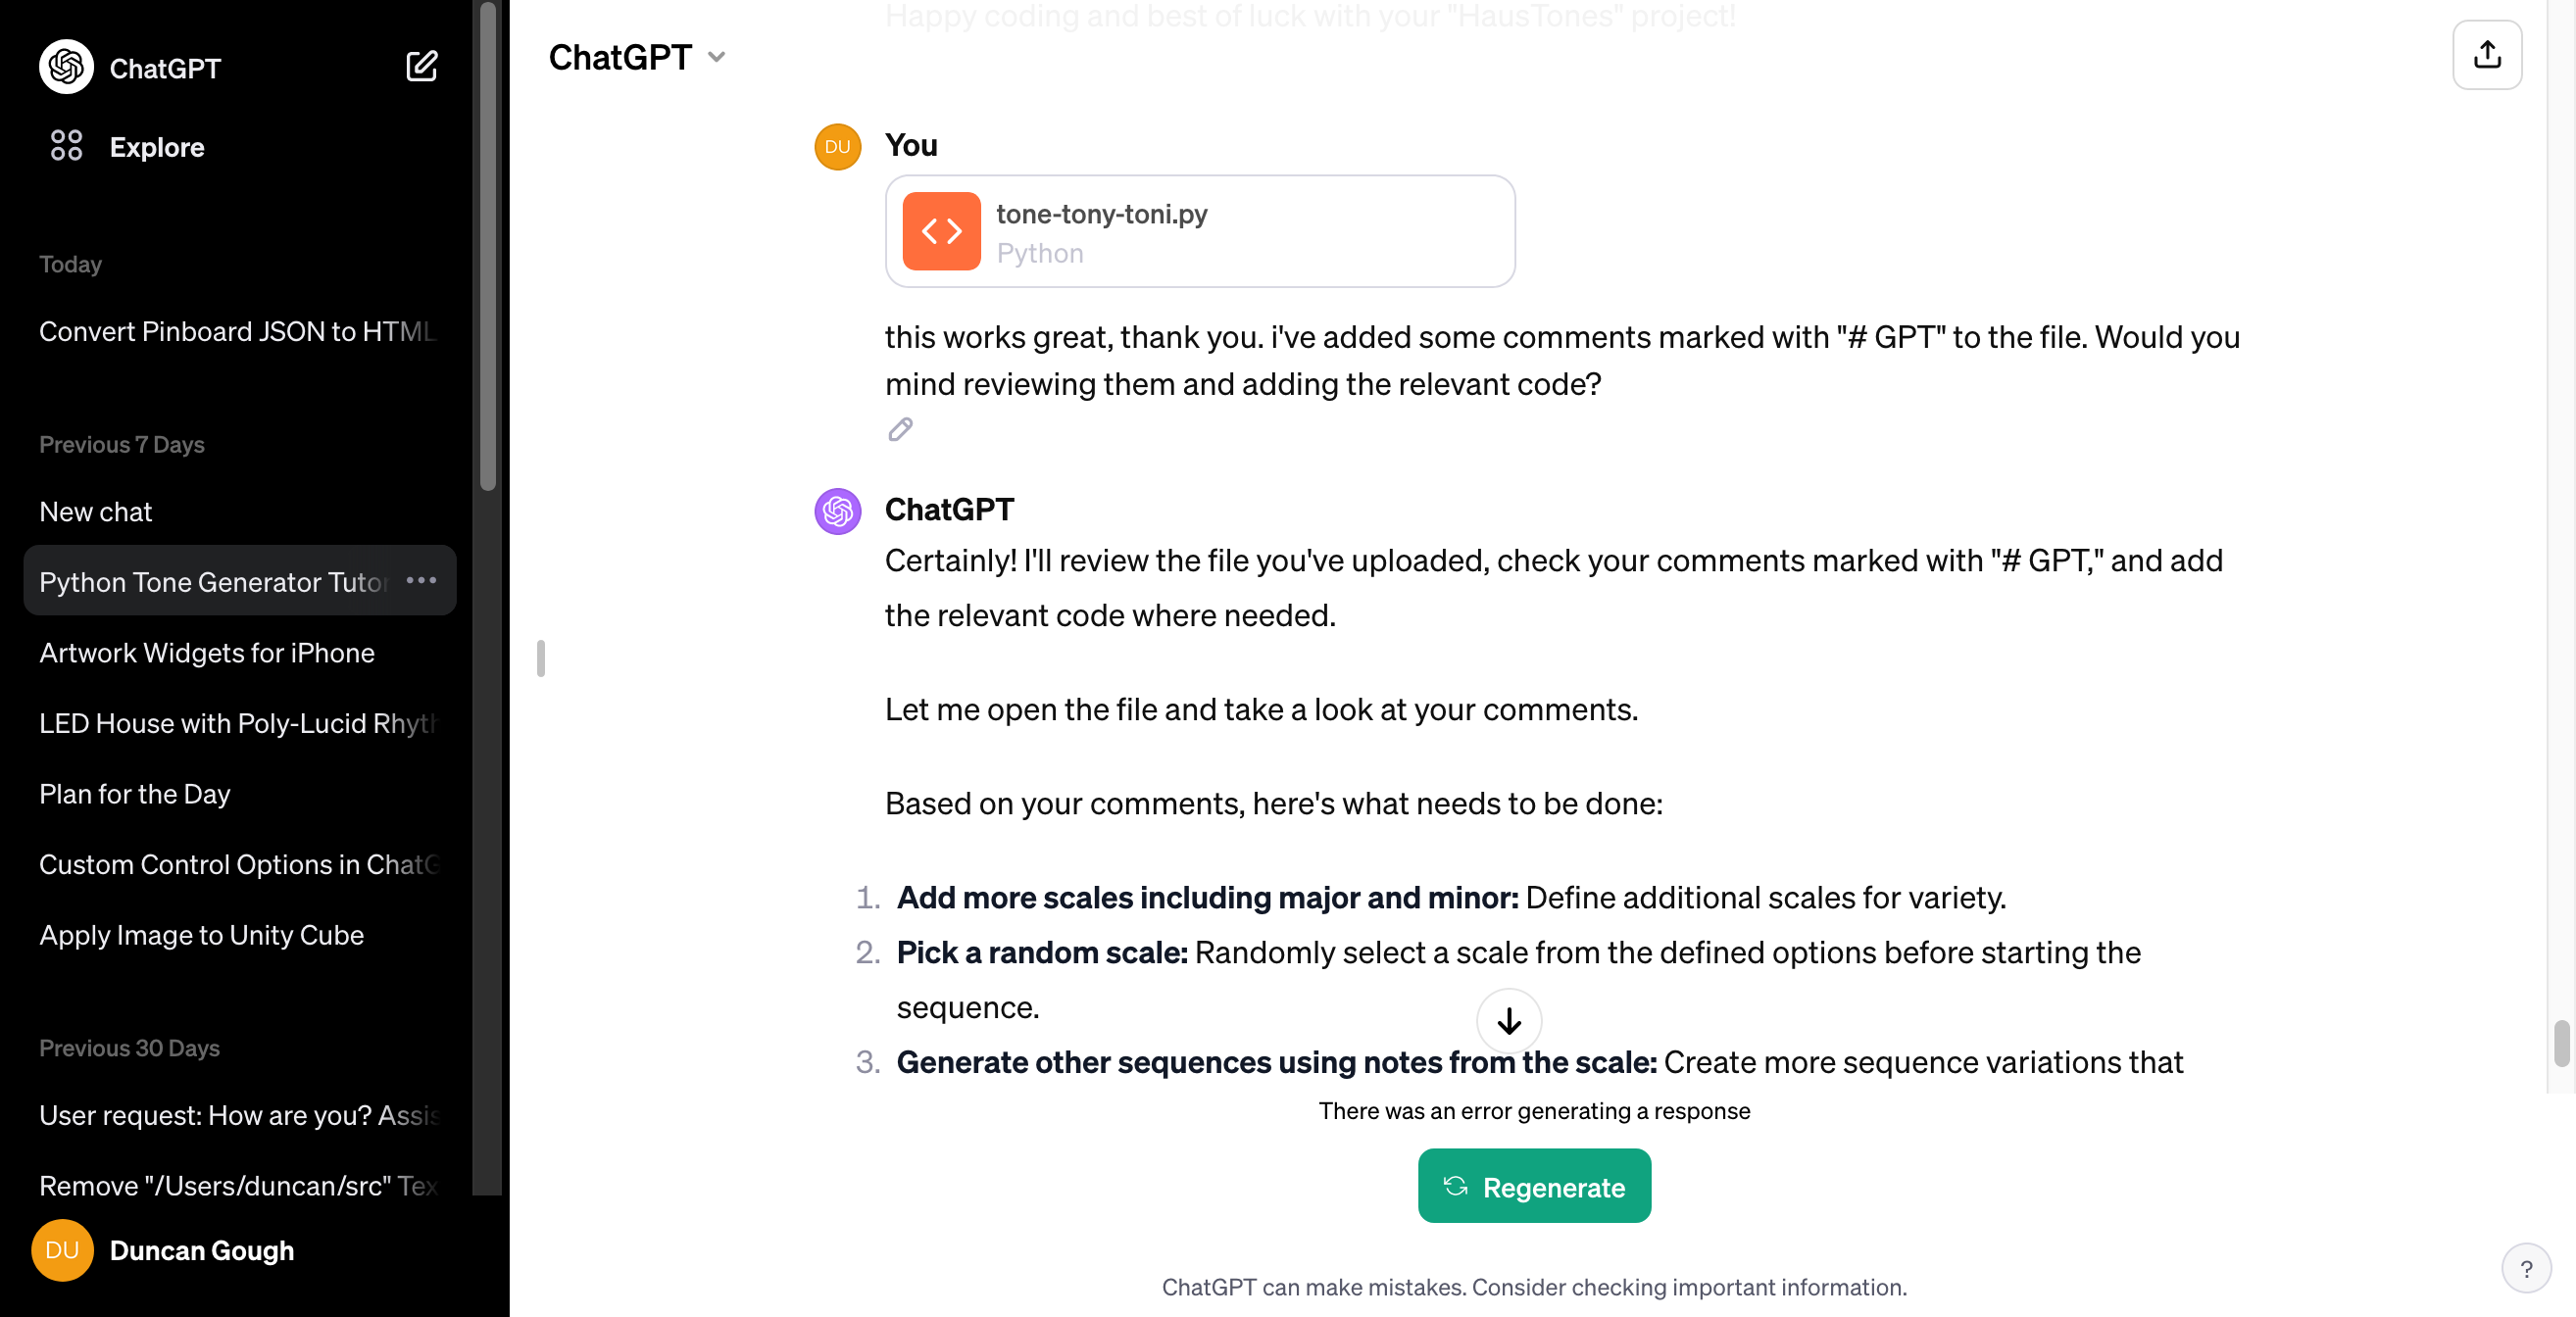 ChatGPT
Explore
Today
Convert Pinboard JSON to HTML
Previous 7 Days
New chat
Python Tone Generator Tutor
Artwork Widgets for iPhone
LED House with Poly-Lucid Rhyth
Plan for the Day
Custom Control Options in ChatG
Apply Image to Unity Cube
Previous 30 Days
User request: How are you? Assis
Remove "/Users/duncan/src" Tex
DU
Duncan Gough
Happy coding and best of luck with your "HausTones" project!
ChatGPT
DU
You
tone-tony-toni.py
Python
this works great, thank you. i've added some comments marked with "# GPT" to the file. Would you
mind reviewing them and adding the relevant code?
ChatGPT
Certainly! I'll review the file you've uploaded, check your comments marked with "# GPT," and add
the relevant code where needed.
Let me open the file and take a look at your comments.
Based on your comments, here's what needs to be done:
1. Add more scales including major and minor: Define additional scales for variety.
2. Pick a random scale: Randomly select a scale from the defined options before starting the
sequence.
3. Generate other sequences using notes from the scale: Create more sequence variations that
There was an error generating a response
Regenerate
ChatGPT can make mistakes. Consider checking important information.
?